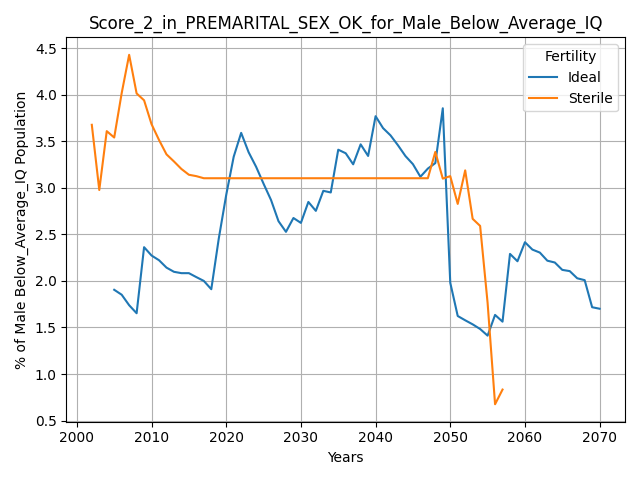 Score_2_in_PREMARITAL_SEX_OK_for_Male_Below_Average_IQ
% of Male Below_Average_IQ Population
4.5
4.0
3.5
3.0
2.5
2.0
1.5
1.0
0.5
Fertility
Ideal
Sterile
2000 2010 2020 2030 2040 2050 2060 2070
Years